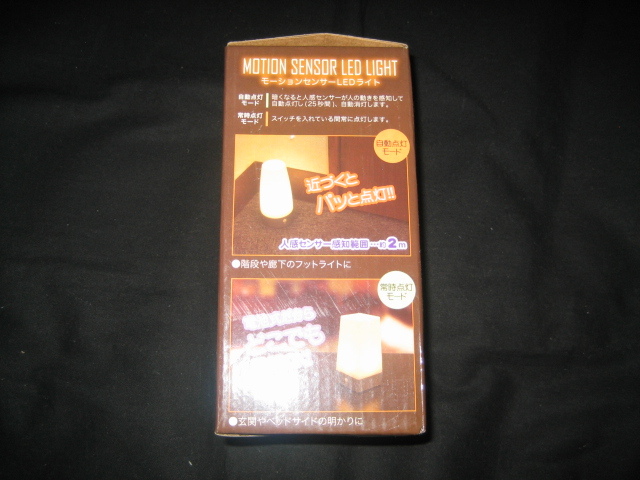 MOTION SENSOR LED LIGHT
モーションセンサーLEDライト
自動点灯
モード
暗くなると人感センサーが人の動きを感知して
自動点灯し(25秒間)、自動消灯します。
常時点灯
モード
スイッチを入れている間常に点灯します。
自動点灯
モード
近づくと
パッと点灯!!
人感センサー感知範囲…約2m
●階段や廊下のフットライトに
常時点灯
モード
どこでも
●玄関やベッドサイドの明かりに